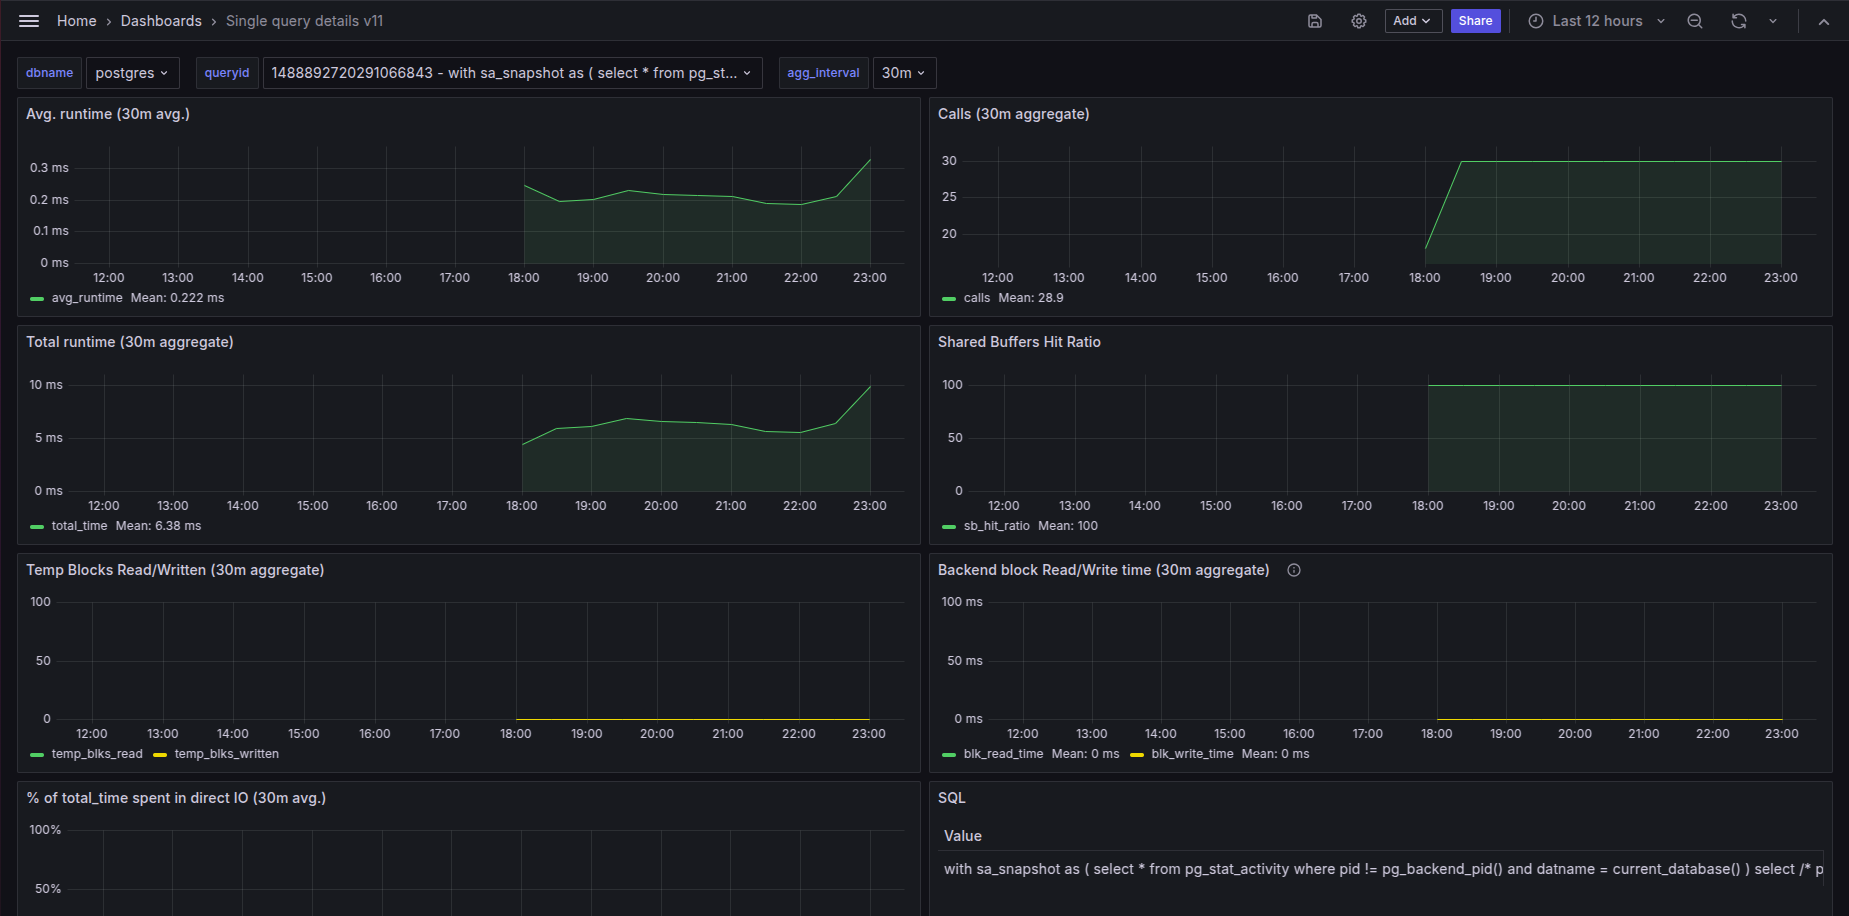 Home › Dashboards › Single query details v11 Add Share Last 12 hours
dbname postgres queryid 1488892720291066843 - with sa_snapshot as ( select * from pg_st... agg_interval 30m
Avg. runtime (30m avg.)
0.3 ms
0.2 ms
0.1 ms
0 ms
12:00 13:00 14:00 15:00 16:00 17:00 18:00 19:00 20:00 21:00 22:00 23:00
avg_runtime Mean: 0.222 ms
Calls (30m aggregate)
30
25
20
12:00 13:00 14:00 15:00 16:00 17:00 18:00 19:00 20:00 21:00 22:00 23:00
calls Mean: 28.9
Total runtime (30m aggregate)
10 ms
5 ms
0 ms
12:00 13:00 14:00 15:00 16:00 17:00 18:00 19:00 20:00 21:00 22:00 23:00
total_time Mean: 6.38 ms
Shared Buffers Hit Ratio
100
50
0
12:00 13:00 14:00 15:00 16:00 17:00 18:00 19:00 20:00 21:00 22:00 23:00
sb_hit_ratio Mean: 100
Temp Blocks Read/Written (30m aggregate)
100
50
0
12:00 13:00 14:00 15:00 16:00 17:00 18:00 19:00 20:00 21:00 22:00 23:00
temp_blks_read temp_blks_written
Backend block Read/Write time (30m aggregate)
100 ms
50 ms
0 ms
12:00 13:00 14:00 15:00 16:00 17:00 18:00 19:00 20:00 21:00 22:00 23:00
blk_read_time Mean: 0 ms blk_write_time Mean: 0 ms
% of total_time spent in direct IO (30m avg.)
100%
50%
SQL
Value
with sa_snapshot as ( select * from pg_stat_activity where pid != pg_backend_pid() and datname = current_database() ) select /* p